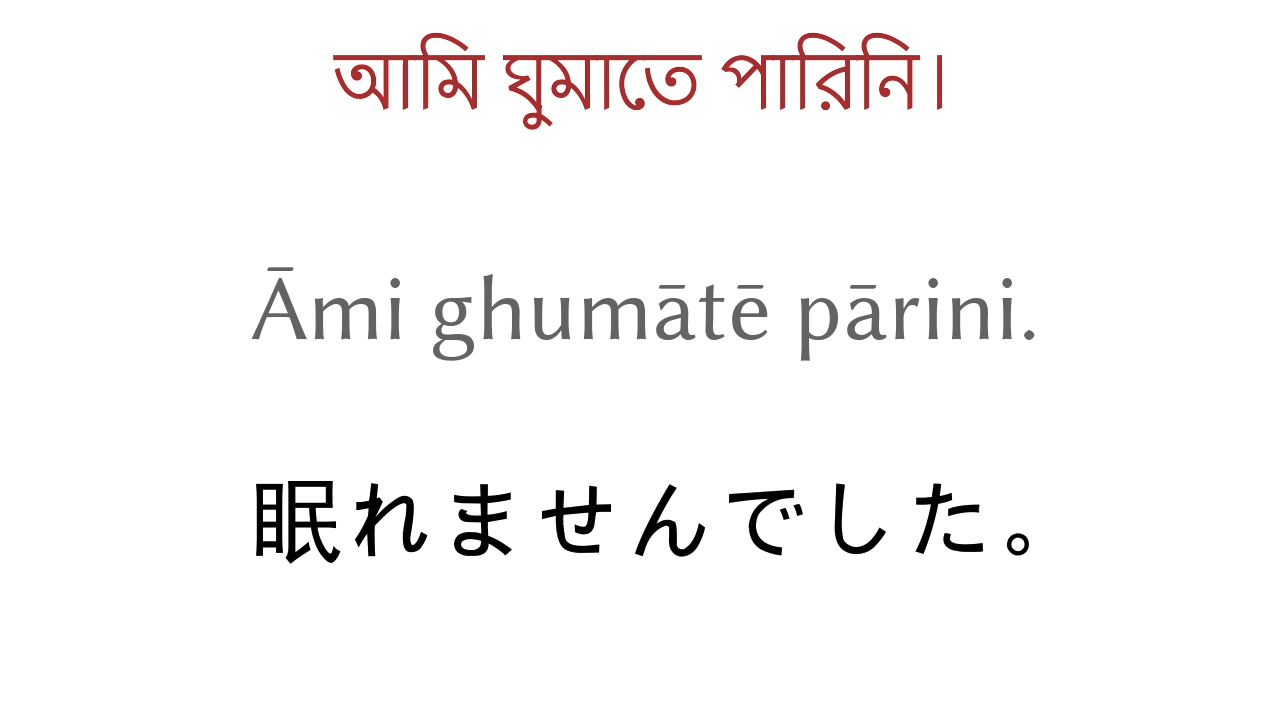 আমি ঘুমাতে পারিনি।
Āmi ghumātē pārini.
眠れませんでした。